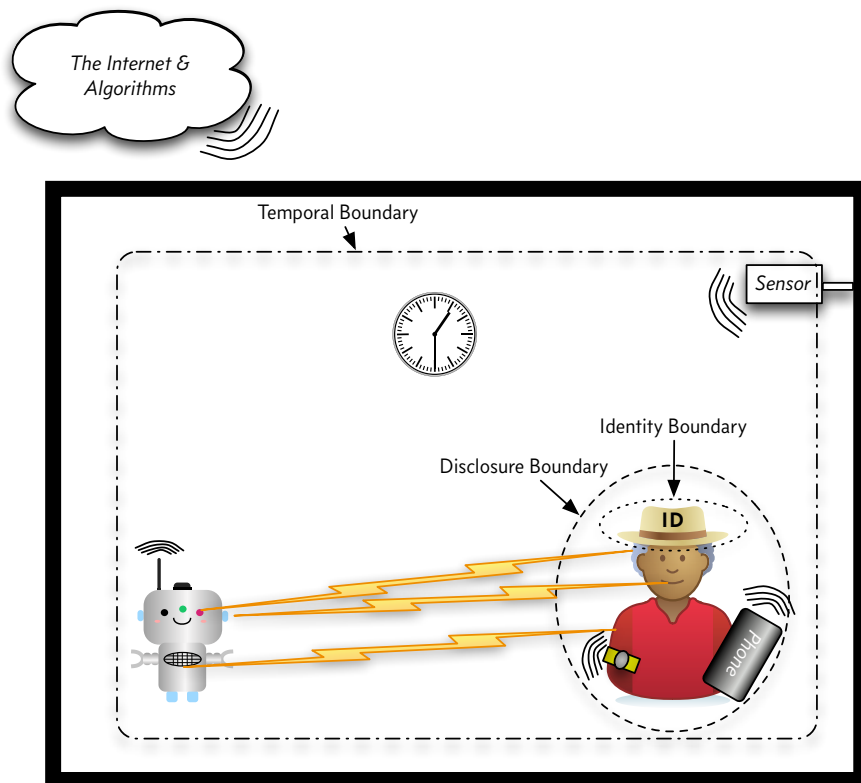 The Internet &
Algorithms
Temporal Boundary
Sensor
Identity Boundary
Disclosure Boundary
ID
Phone